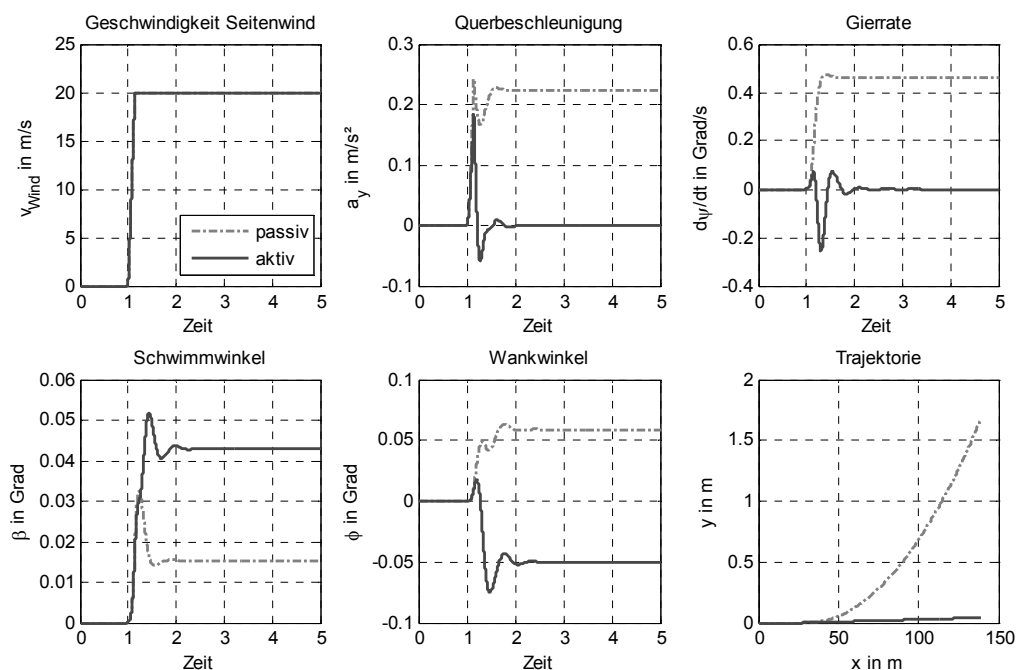 Geschwindigkeit Seitenwind
25
20
15
10
5
0
v_Wind in m/s
passiv
aktiv
0 1 2 3 4 5
Zeit
Querbeschleunigung
0.3
0.2
0.1
0
-0.1
a_y in m/s²
0 1 2 3 4 5
Zeit
Gierrate
0.6
0.4
0.2
0
-0.2
-0.4
dψ/dt in Grad/s
0 1 2 3 4 5
Zeit
Schwimmwinkel
0.06
0.05
0.04
0.03
0.02
0.01
0
β in Grad
0 1 2 3 4 5
Zeit
Wankwinkel
0.1
0.05
0
-0.05
-0.1
ϕ in Grad
0 1 2 3 4 5
Zeit
Trajektorie
2
1.5
1
0.5
0
y in m
0 50 100 150
x in m